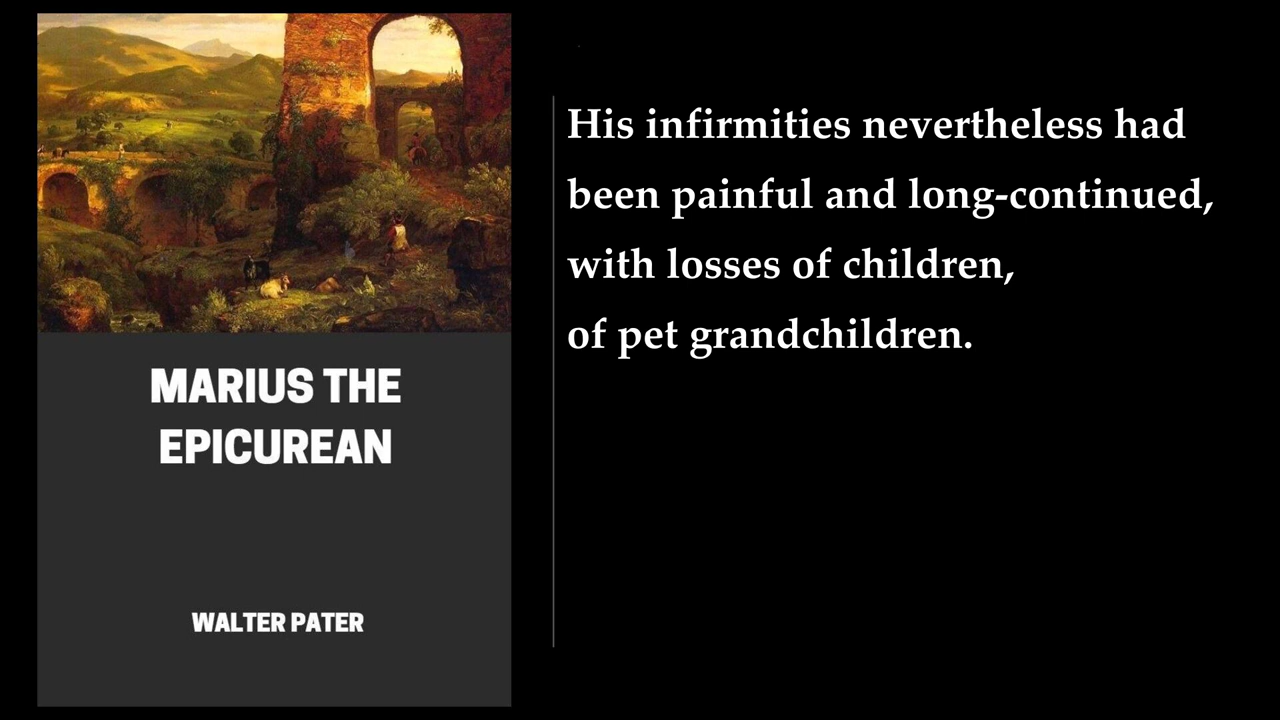 MARIUS THE
EPICUREAN
WALTER PATER
His infirmities nevertheless had
been painful and long-continued,
with losses of children,
of pet grandchildren.